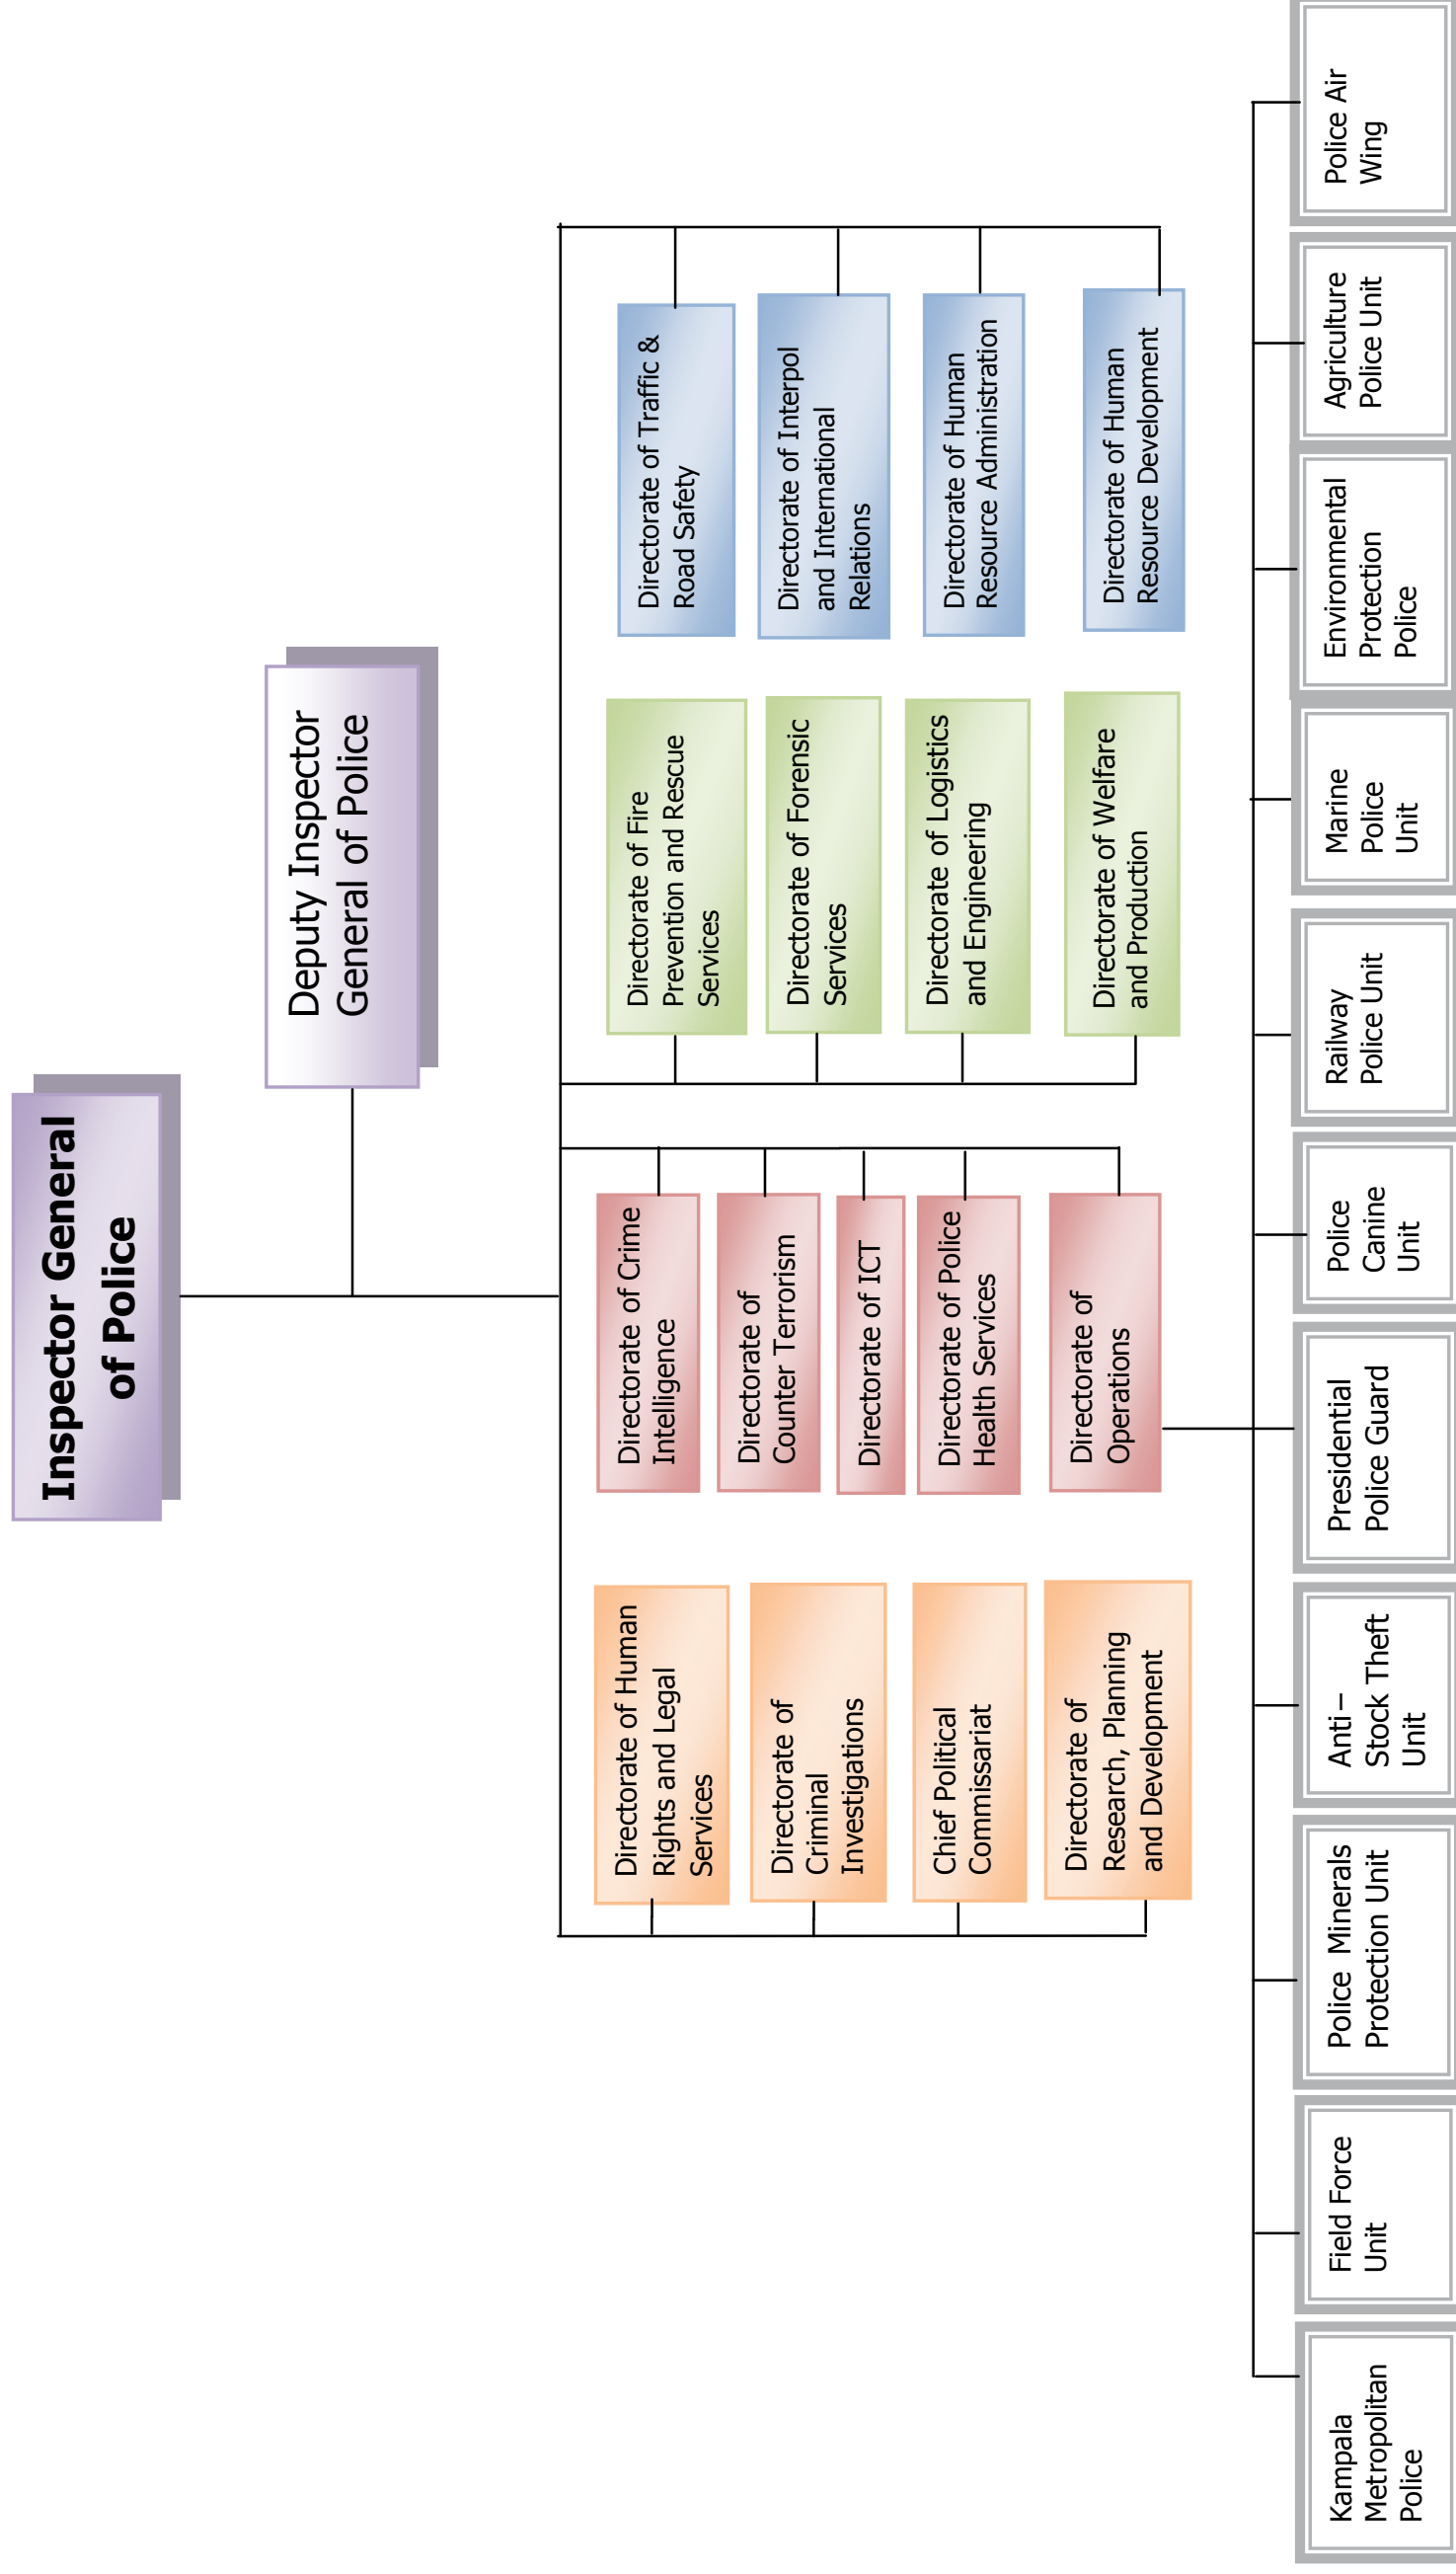 Inspector General
of Police
Deputy Inspector
General of Police
Directorate of Human
Rights and Legal
Services
Directorate of
Criminal
Investigations
Chief Political
Commissariat
Directorate of
Research, Planning
and Development
Directorate of Crime
Intelligence
Directorate of
Counter Terrorism
Directorate of ICT
Directorate of Police
Health Services
Directorate of
Operations
Directorate of Fire
Prevention and Rescue
Services
Directorate of Forensic
Services
Directorate of Logistics
and Engineering
Directorate of Welfare
and Production
Directorate of Traffic &
Road Safety
Directorate of Interpol
and International
Relations
Directorate of Human
Resource Administration
Directorate of Human
Resource Development
Kampala
Metropolitan
Police
Field Force
Unit
Police Minerals
Protection Unit
Anti–
Stock Theft
Unit
Presidential
Police Guard
Police
Canine
Unit
Railway
Police Unit
Marine
Police
Unit
Environmental
Protection
Police
Agriculture
Police Unit
Police Air
Wing